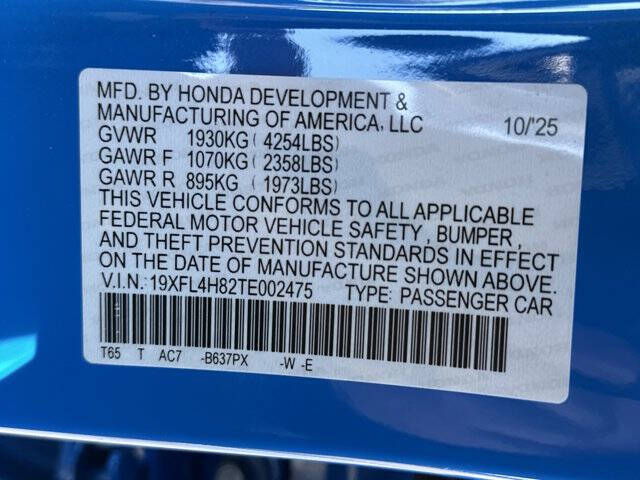 MFD. BY HONDA DEVELOPMENT &
MANUFACTURING OF AMERICA, LLC 10/'25
GVWR 1930KG (4254LBS)
GAWR F 1070KG (2358LBS)
GAWR R 895KG (1973LBS)
THIS VEHICLE CONFORMS TO ALL APPLICABLE
FEDERAL MOTOR VEHICLE SAFETY, BUMPER,
AND THEFT PREVENTION STANDARDS IN EFFECT
ON THE DATE OF MANUFACTURE SHOWN ABOVE.
V.I.N.: 19XFL4H82TE002475 TYPE: PASSENGER CAR
T65 T AC7 -B637PX -W -E